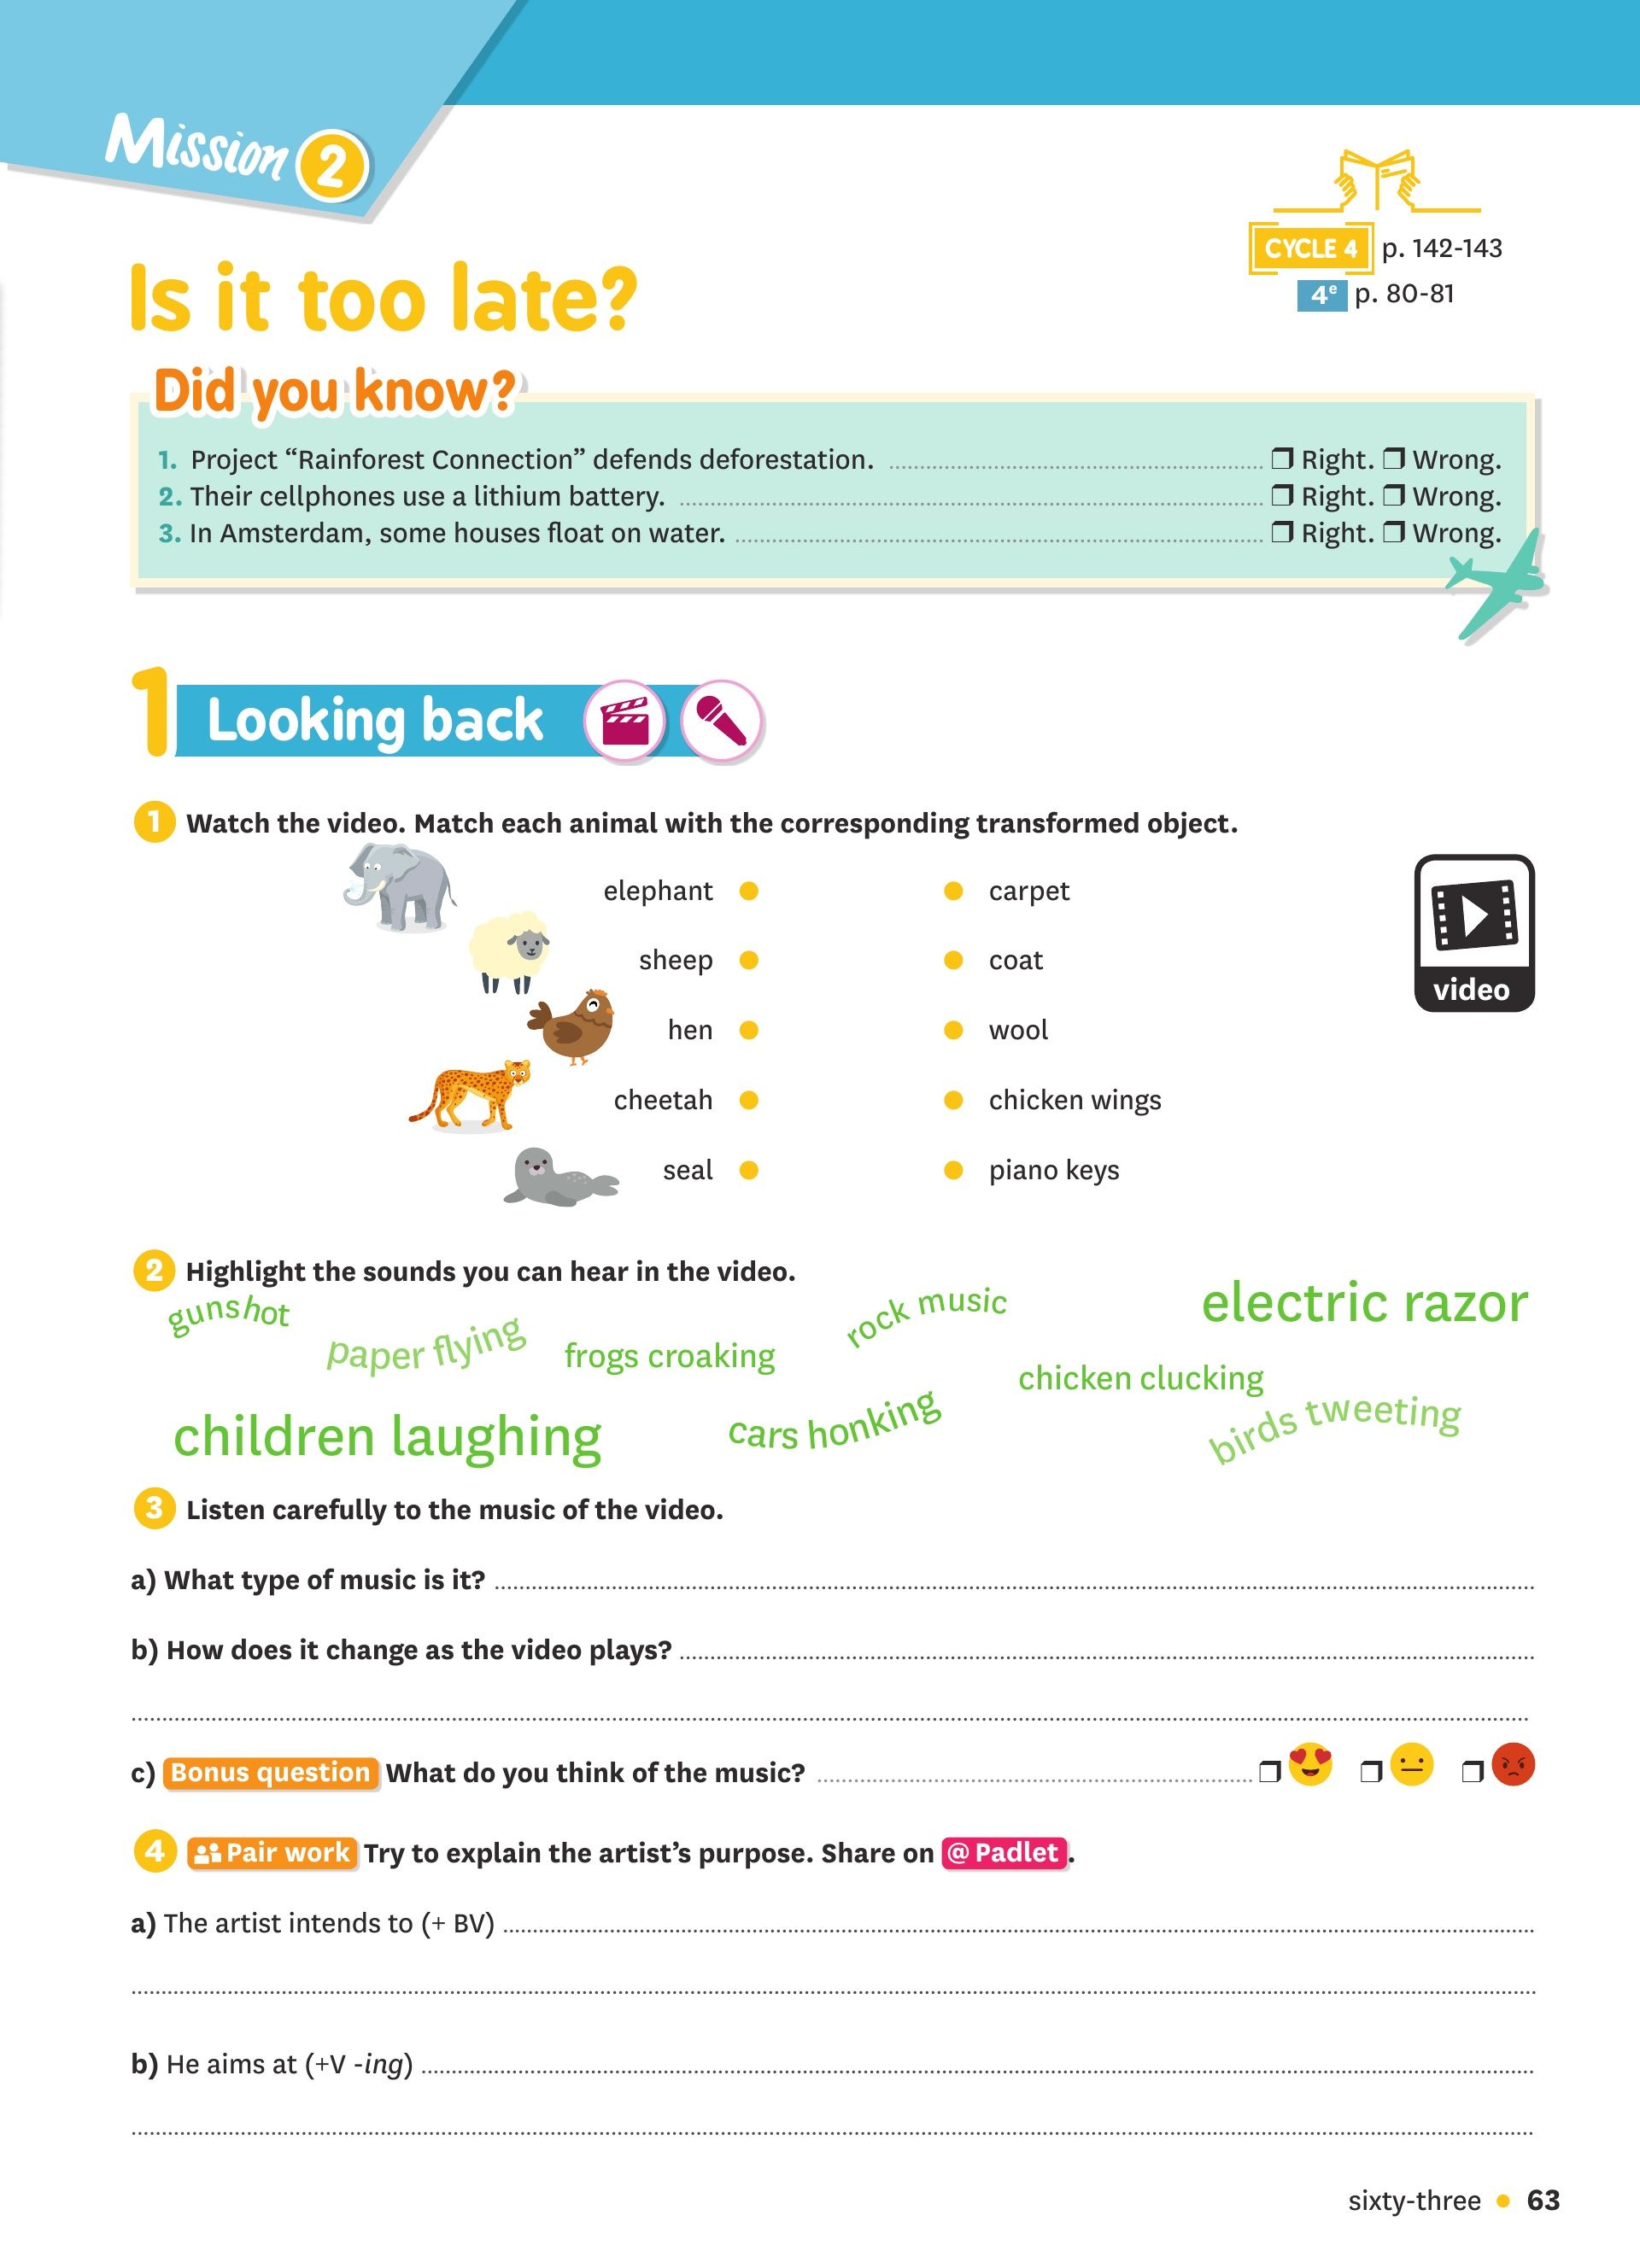 Mission 2
CYCLE 4 p. 142-143
4e p. 80-81
Is it too late?
Did you know?
1. Project “Rainforest Connection” defends deforestation. ❒ Right. ❒ Wrong.
2. Their cellphones use a lithium battery. ❒ Right. ❒ Wrong.
3. In Amsterdam, some houses float on water. ❒ Right. ❒ Wrong.
1 Looking back
1 Watch the video. Match each animal with the corresponding transformed object.
elephant • • carpet
sheep • • coat
hen • • wool
cheetah • • chicken wings
seal • • piano keys
video
2 Highlight the sounds you can hear in the video.
gunshot
paper flying
frogs croaking
rock music
electric razor
chicken clucking
children laughing
cars honking
birds tweeting
3 Listen carefully to the music of the video.
a) What type of music is it?
b) How does it change as the video plays?
c) Bonus question What do you think of the music? ❒ ❒ ❒
4 Pair work Try to explain the artist’s purpose. Share on @ Padlet.
a) The artist intends to (+ BV)
b) He aims at (+V -ing)
sixty-three • 63